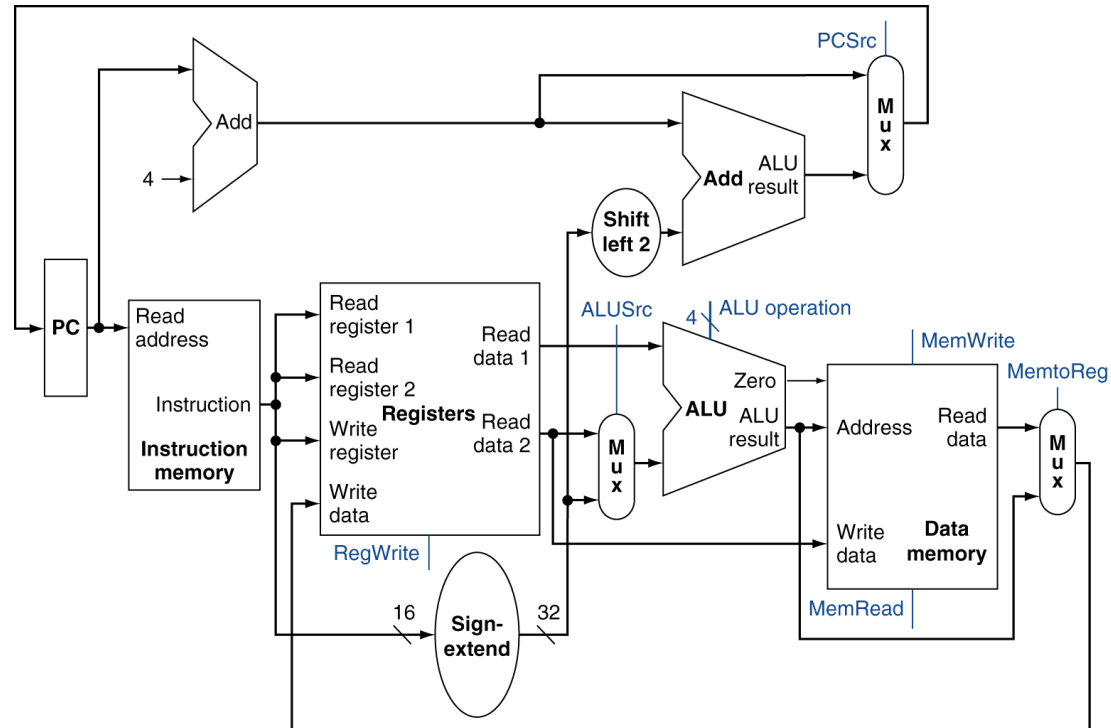 PCSrc
M
u
x
Add
4
Add
ALU
result
Shift
left 2
PC
Read
address
Instruction
Instruction
memory
Read
register 1
Read
register 2
Write
register
Write
data
Registers
Read
data 1
Read
data 2
RegWrite
16
Sign-
extend
32
ALUSrc
M
u
x
4
ALU operation
Zero
ALU
ALU
result
MemWrite
Address
Read
data
Write
data
Data
memory
MemRead
MemtoReg
M
u
x